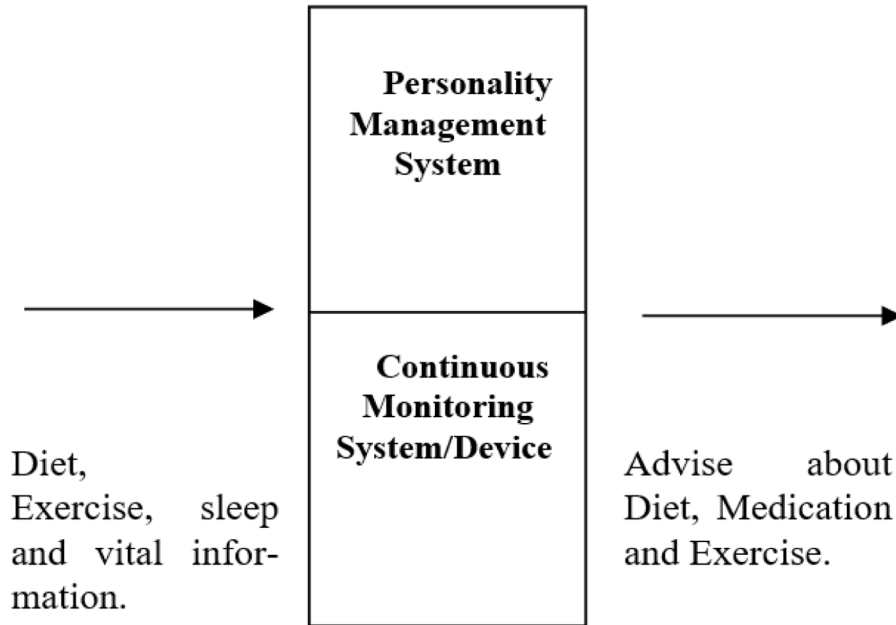 Personality
Management
System
Continuous
Monitoring
System/Device
Diet,
Exercise, sleep
and vital infor-
mation.
Advise about
Diet, Medication
and Exercise.